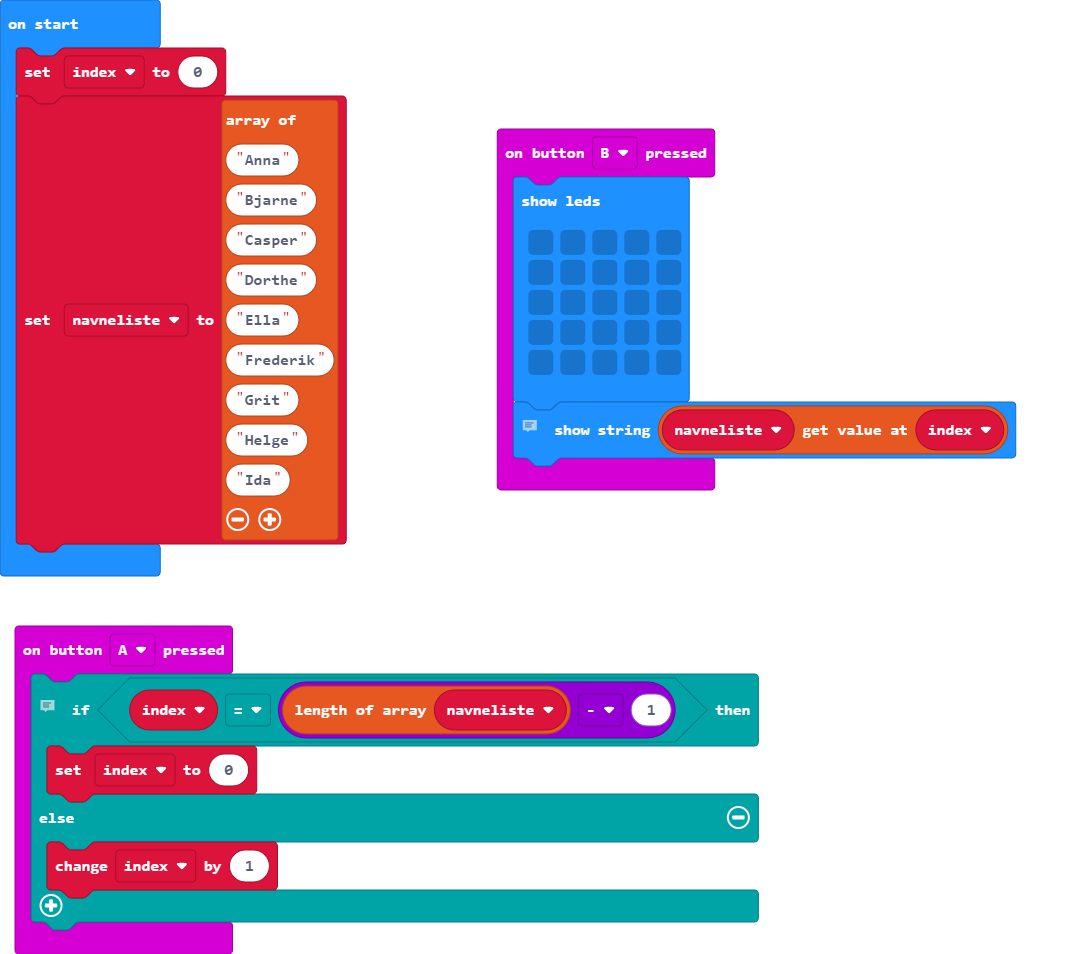 on start
set index to 0
set navneliste to
array of
"Anna"
"Bjarne"
"Casper"
"Dorthe"
"Ella"
"Frederik"
"Grit"
"Helge"
"Ida"
on button B pressed
show leds
show string navneliste get value at index
on button A pressed
if index = length of array navneliste - 1 then
set index to 0
else
change index by 1